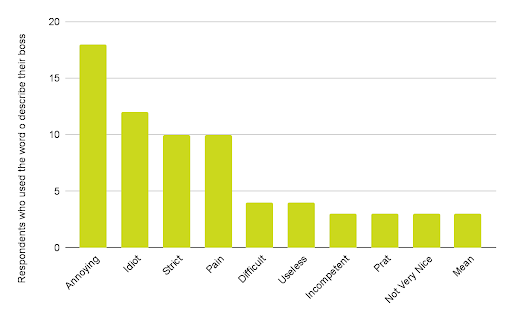 Respondents who used the word o describe their boss
20
15
10
5
0
Annoying
Idiot
Strict
Pain
Difficult
Useless
Incompetent
Prat
Not Very Nice
Mean